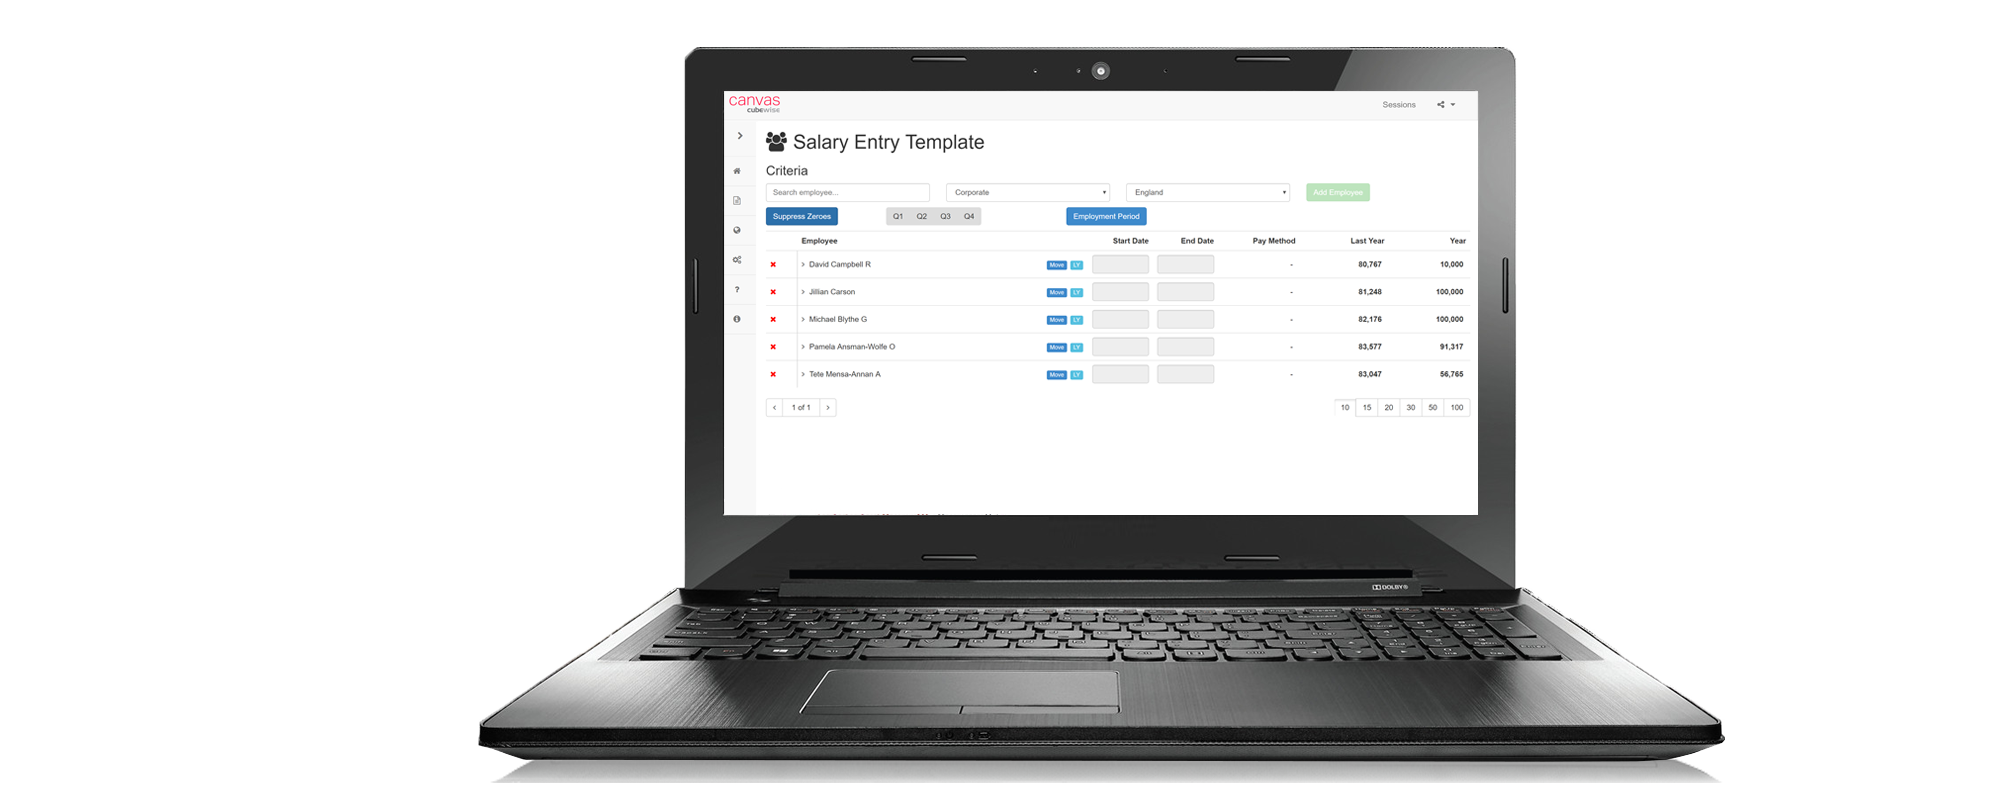 canvas
cubewise
Sessions
Salary Entry Template
Criteria
Search employee... Corporate England Add Employee
Suppress Zeroes Q1 Q2 Q3 Q4 Employment Period
Employee Start Date End Date Pay Method Last Year Year
David Campbell R Move LY - 80,767 10,000
Jillian Carson Move LY - 81,248 100,000
Michael Blythe G Move LY - 82,176 100,000
Pamela Ansman-Wolfe O Move LY - 83,577 91,317
Tete Mensa-Annan A Move LY - 83,047 56,765
< 1 of 1 > 10 15 20 30 50 100
DOLBY®